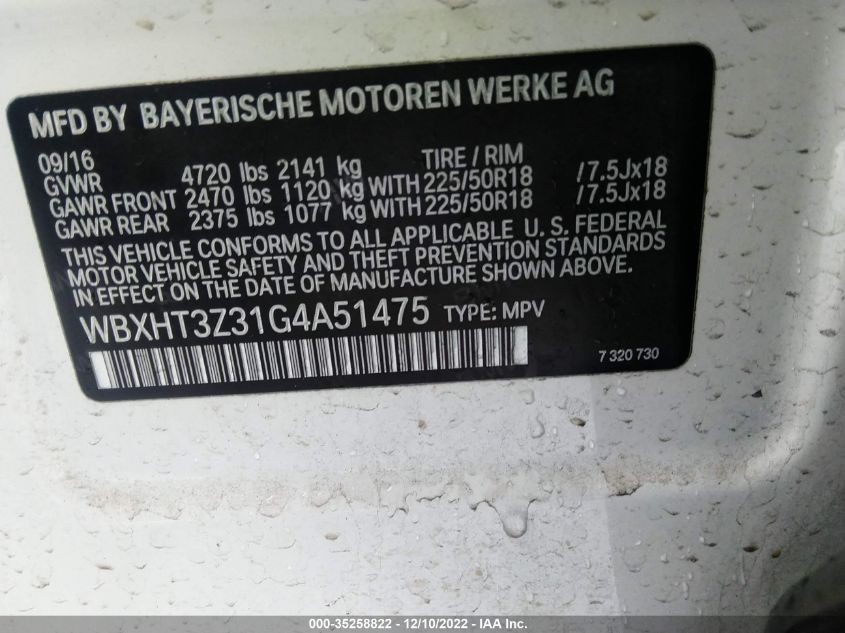 MFD BY BAYERISCHE MOTOREN WERKE AG
09/16 TIRE / RIM
GVWR 4720 lbs 2141 kg
GAWR FRONT 2470 lbs 1120 kg WITH 225/50R18 /7.5Jx18
GAWR REAR 2375 lbs 1077 kg WITH 225/50R18 /7.5Jx18
THIS VEHICLE CONFORMS TO ALL APPLICABLE U. S. FEDERAL
MOTOR VEHICLE SAFETY AND THEFT PREVENTION STANDARDS
IN EFFECT ON THE DATE OF MANUFACTURE SHOWN ABOVE.
WBXHT3Z31G4A51475 TYPE: MPV
7 320 730
000-35258822 - 12/10/2022 - IAA Inc.